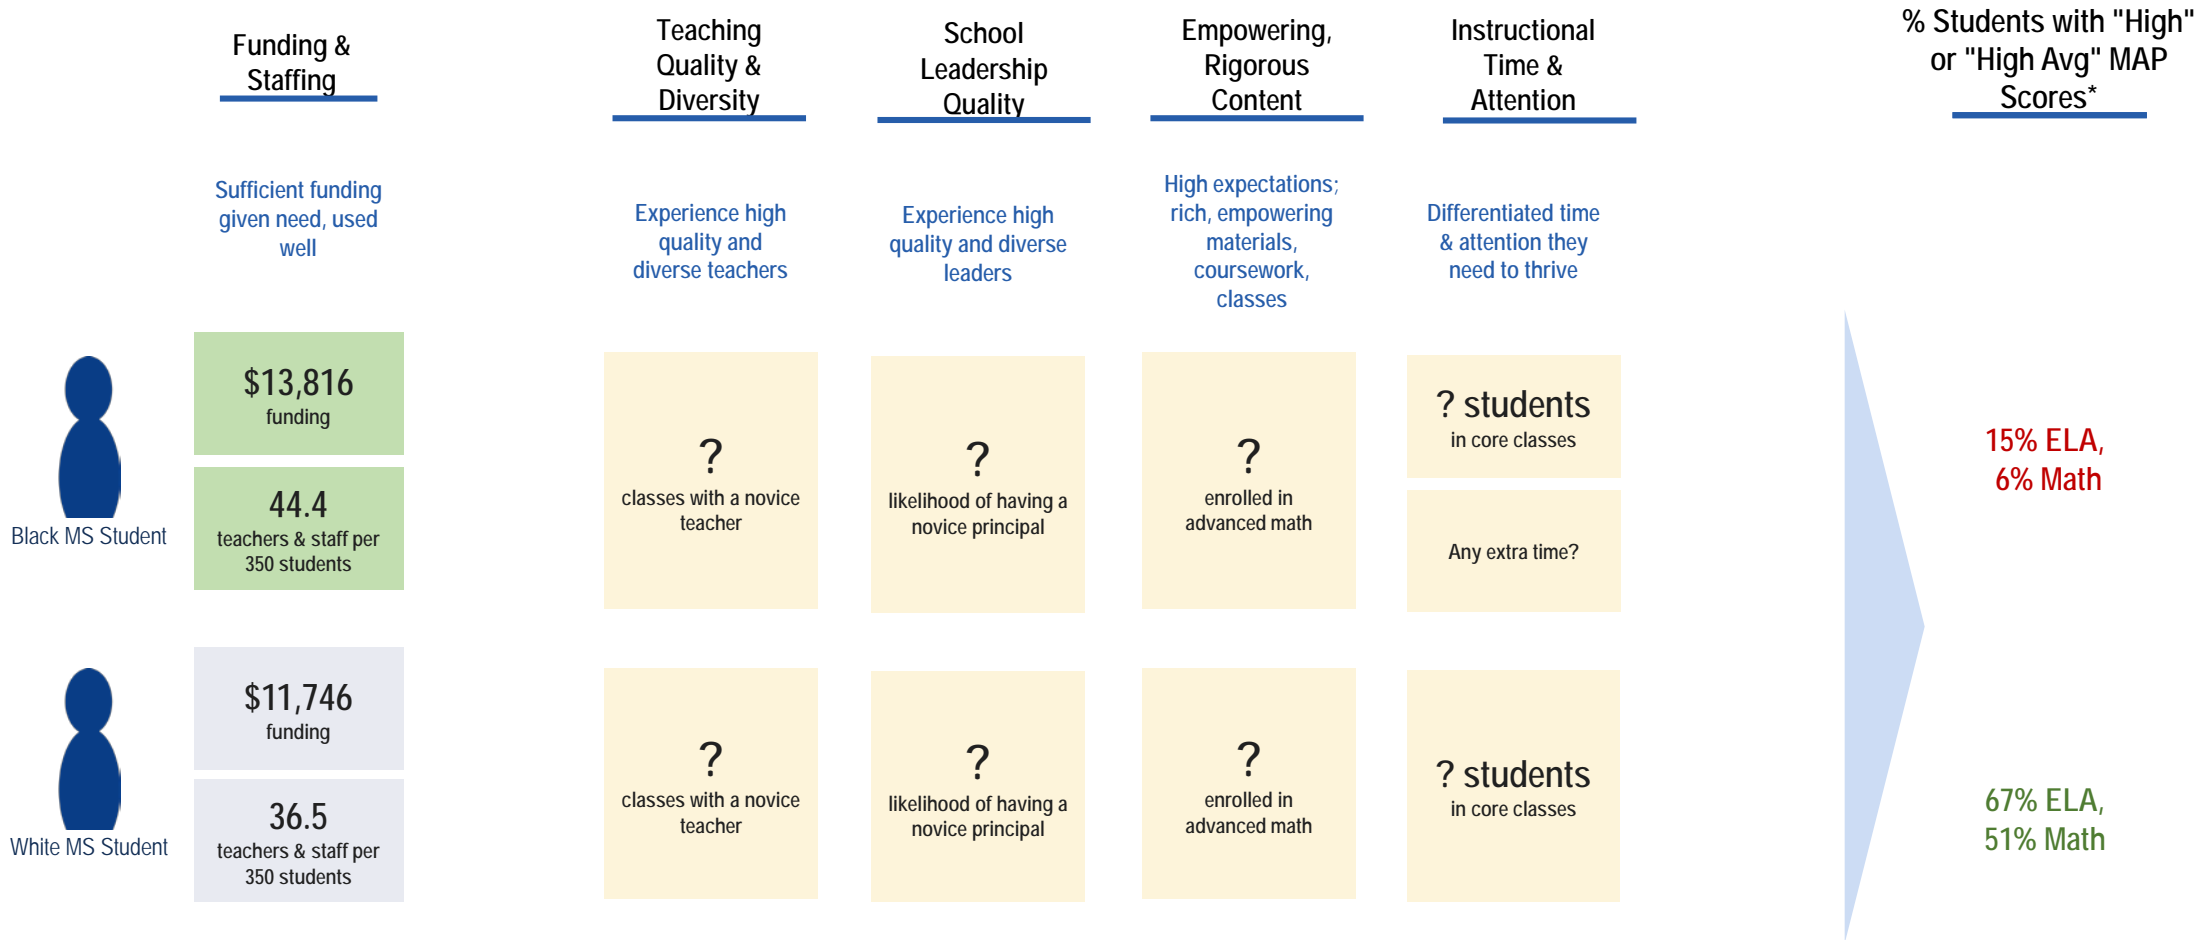 Funding &
Staffing
Teaching
Quality &
Diversity
School
Leadership
Quality
Empowering,
Rigorous
Content
Instructional
Time &
Attention
% Students with "High"
or "High Avg" MAP
Scores*
Sufficient funding
given need, used
well
Experience high
quality and
diverse teachers
Experience high
quality and diverse
leaders
High expectations;
rich, empowering
materials,
coursework,
classes
Differentiated time
& attention they
need to thrive
Black MS Student
$13,816
funding
44.4
teachers & staff per
350 students
?
classes with a novice
teacher
?
likelihood of having a
novice principal
?
enrolled in
advanced math
? students
in core classes
Any extra time?
15% ELA,
6% Math
White MS Student
$11,746
funding
36.5
teachers & staff per
350 students
?
classes with a novice
teacher
?
likelihood of having a
novice principal
?
enrolled in
advanced math
? students
in core classes
67% ELA,
51% Math